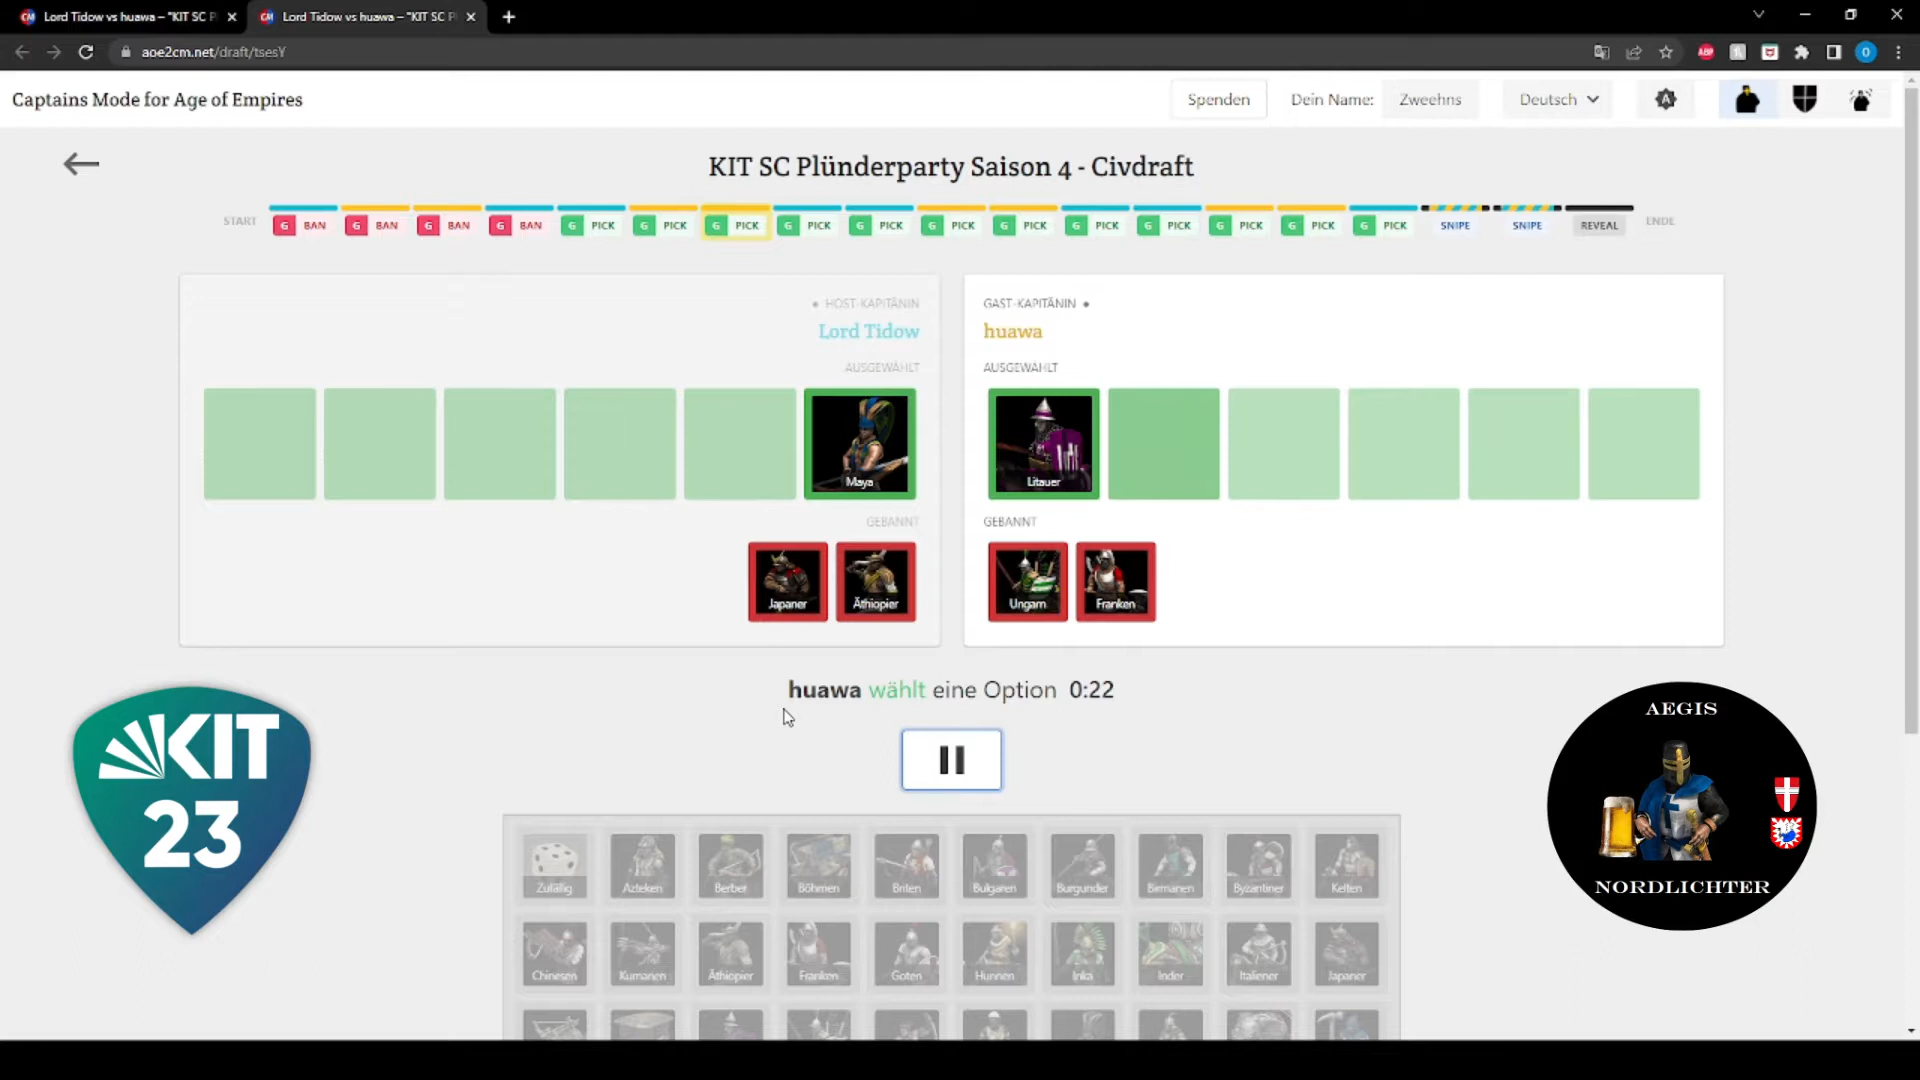 Lord Tidow vs huawa – "KIT SC P
Lord Tidow vs huawa – "KIT SC P
aoe2cm.net/draft/tsesY
ABP
O
Captains Mode for Age of Empires
Spenden
Dein Name:
Zweehns
Deutsch
KIT SC Plünderparty Saison 4 - Civdraft
START
G BAN
G BAN
G BAN
G BAN
G PICK
G PICK
G PICK
G PICK
G PICK
G PICK
G PICK
G PICK
G PICK
G PICK
G PICK
G PICK
SNIPE
SNIPE
REVEAL
ENDE
HOST-KAPITÄNIN
Lord Tidow
AUSGEWÄHLT
Maya
GEBANNT
Japaner
Äthiopier
GAST-KAPITÄNIN
huawa
AUSGEWÄHLT
Litauer
GEBANNT
Ungarn
Franken
huawa wählt eine Option 0:22
KIT
23
AEGIS
NORDLICHTER
Zufällig
Azteken
Berber
Böhmen
Briten
Bulgaren
Burgunder
Birmanen
Byzantiner
Kelten
Chinesen
Kumanen
Äthiopier
Franken
Goten
Hunnen
Inka
Inder
Italiener
Japaner